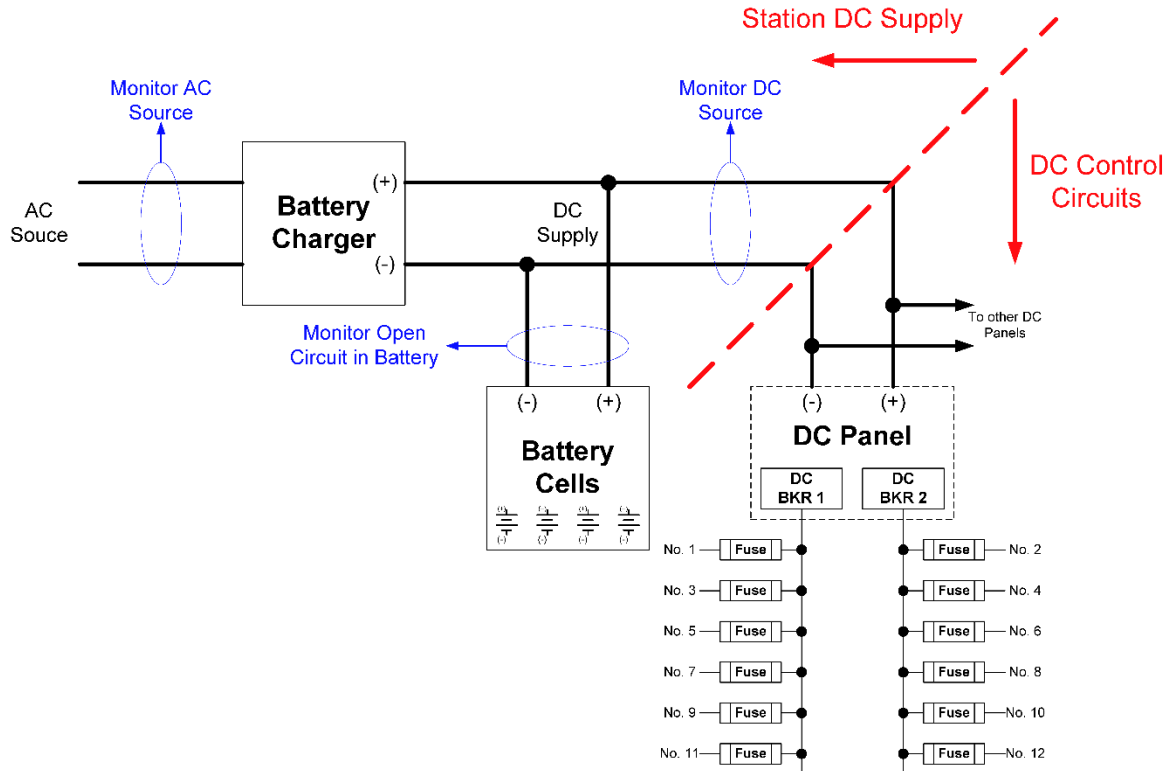 Station DC Supply
Monitor AC
Source
Monitor DC
Source
DC Control
Circuits
AC
Souce
Battery
Charger
(+)
(-)
DC
Supply
To other DC
Panels
Monitor Open
Circuit in Battery
(-) (+)
Battery
Cells
(+) (+) (-) (-)
(-) (-)
(-) (+)
DC Panel
DC
BKR 1
DC
BKR 2
No. 1 Fuse Fuse No. 2
No. 3 Fuse Fuse No. 4
No. 5 Fuse Fuse No. 6
No. 7 Fuse Fuse No. 8
No. 9 Fuse Fuse No. 10
No. 11 Fuse Fuse No. 12